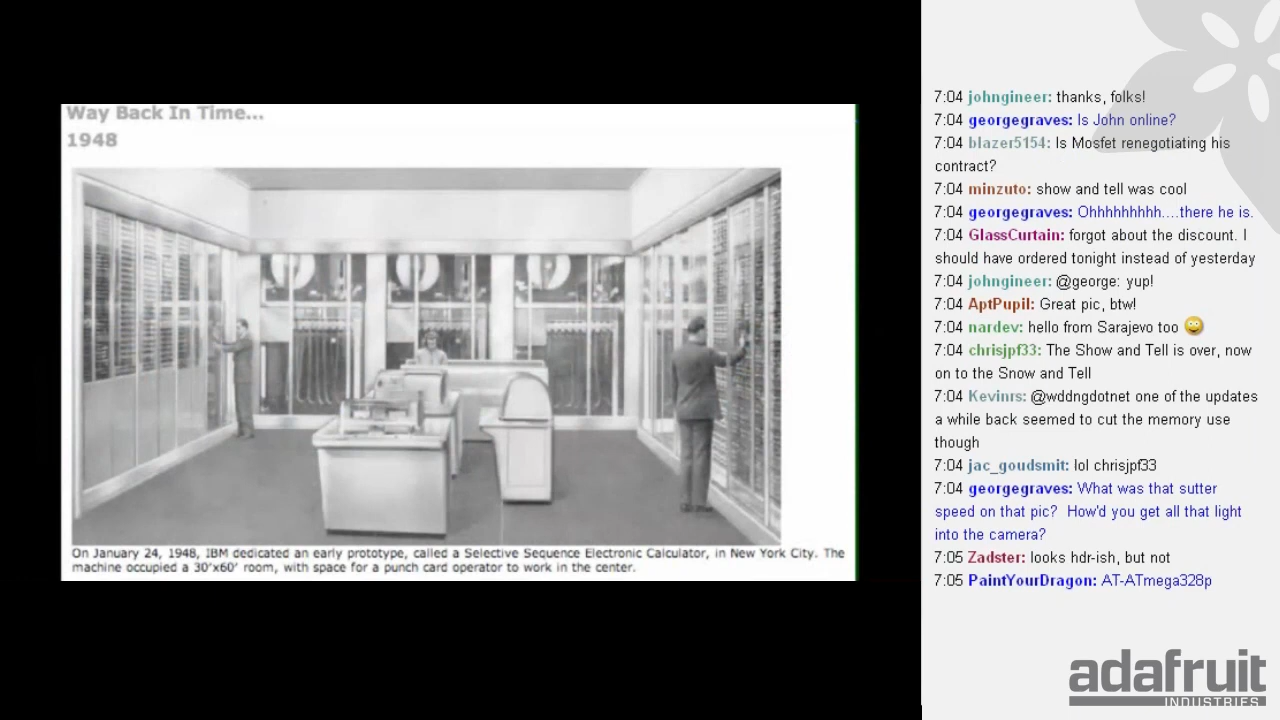 Way Back In Time...
1948
On January 24, 1948, IBM dedicated an early prototype, called a Selective Sequence Electronic Calculator, in New York City. The
machine occupied a 30'x60' room, with space for a punch card operator to work in the center.
7:04 johngineer: thanks, folks!
7:04 georgegraves: Is John online?
7:04 blazer5154: Is Mosfet renegotiating his
contract?
7:04 minzuto: show and tell was cool
7:04 georgegraves: Ohhhhhhhhh....there he is.
7:04 GlassCurtain: forgot about the discount. I
should have ordered tonight instead of yesterday
7:04 johngineer: @george: yup!
7:04 AptPupil: Great pic, btw!
7:04 nardev: hello from Sarajevo too
7:04 chrisjpf33: The Show and Tell is over, now
on to the Snow and Tell
7:04 Kevinrs: @wddngdotnet one of the updates
a while back seemed to cut the memory use
though
7:04 jac_goudsmit: lol chrisjpf33
7:04 georgegraves: What was that sutter
speed on that pic? How'd you get all that light
into the camera?
7:05 Zadster: looks hdr-ish, but not
7:05 PaintYourDragon: AT-ATmega328p
adafruit
INDUSTRIES